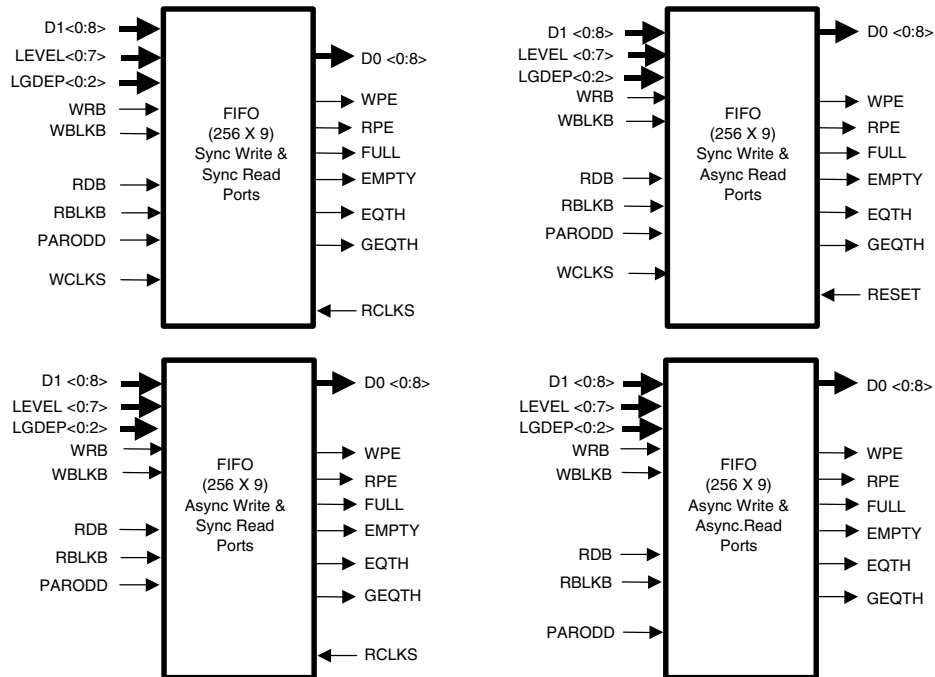 D1<0:8>
LEVEL<0:7>
LGDEP<0:2>
WRB
WBLKB
RDB
RBLKB
PARODD
WCLKS
FIFO
(256 X 9)
Sync Write &
Sync Read
Ports
D0 <0:8>
WPE
RPE
FULL
EMPTY
EQTH
GEQTH
RCLKS
D1 <0:8>
LEVEL <0:7>
LGDEP<0:2>
WRB
WBLKB
RDB
RBLKB
PARODD
WCLKS
FIFO
(256 X 9)
Sync Write &
Async Read
Ports
D0 <0:8>
WPE
RPE
FULL
EMPTY
EQTH
GEQTH
RESET
D1 <0:8>
LEVEL <0:7>
LGDEP<0:2>
WRB
WBLKB
RDB
RBLKB
PARODD
FIFO
(256 X 9)
Async Write &
Sync Read
Ports
D0 <0:8>
WPE
RPE
FULL
EMPTY
EQTH
GEQTH
RCLKS
D1 <0:8>
LEVEL <0:7>
LGDEP<0:2>
WRB
WBLKB
RDB
RBLKB
PARODD
FIFO
(256 X 9)
Async Write &
Async.Read
Ports
D0 <0:8>
WPE
RPE
FULL
EMPTY
EQTH
GEQTH